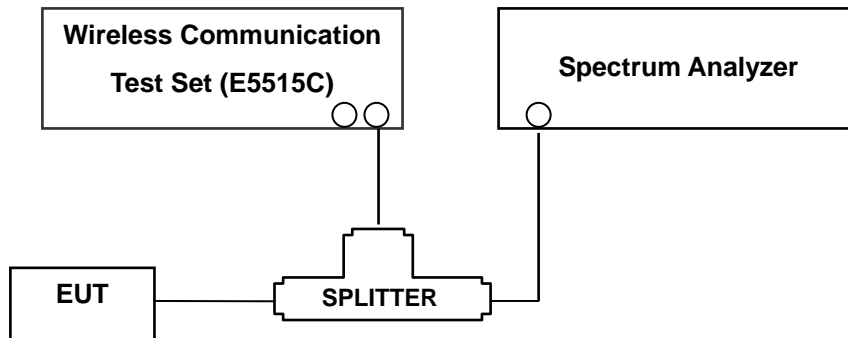 Wireless Communication
Test Set (E5515C)
Spectrum Analyzer
EUT
SPLITTER